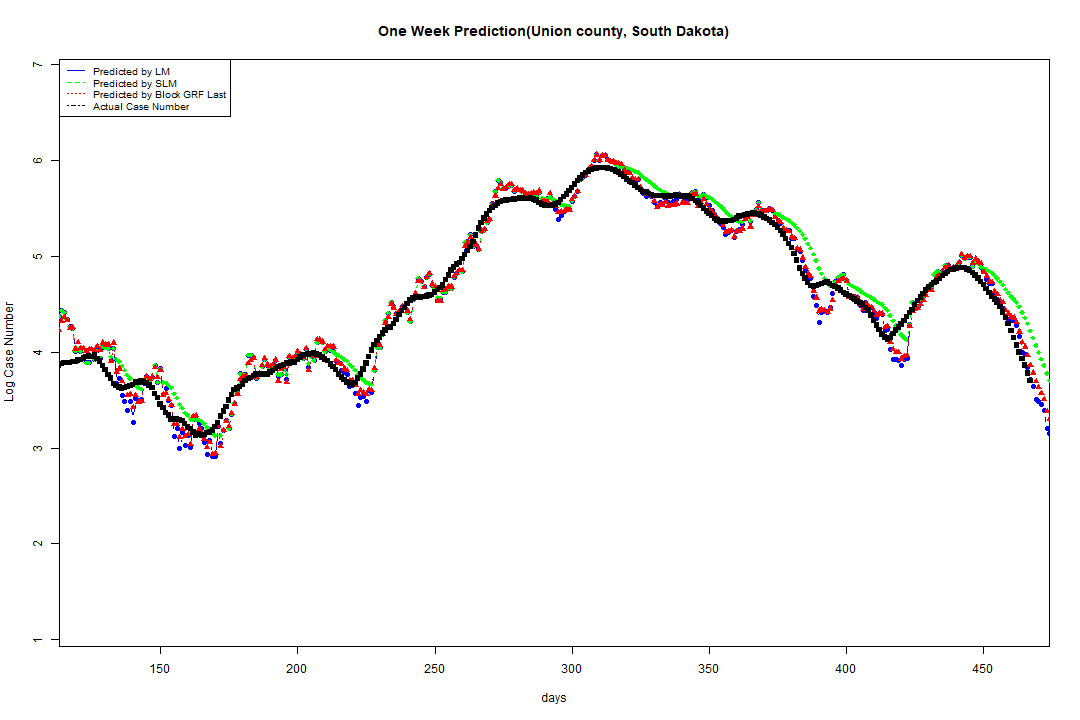 One Week Prediction(Union county, South Dakota)
Predicted by LM
Predicted by SLM
Predicted by Block GRF Last
Actual Case Number
7
6
5
4
3
2
1
Log Case Number
150 200 250 300 350 400 450
days